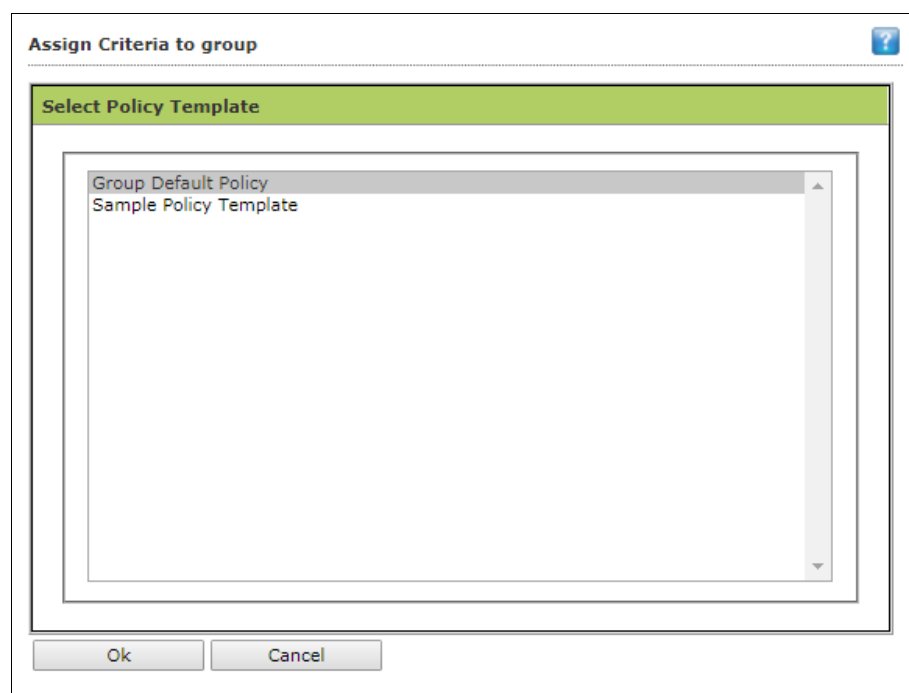 Assign Criteria to group
?
Select Policy Template
Group Default Policy
Sample Policy Template
Ok Cancel